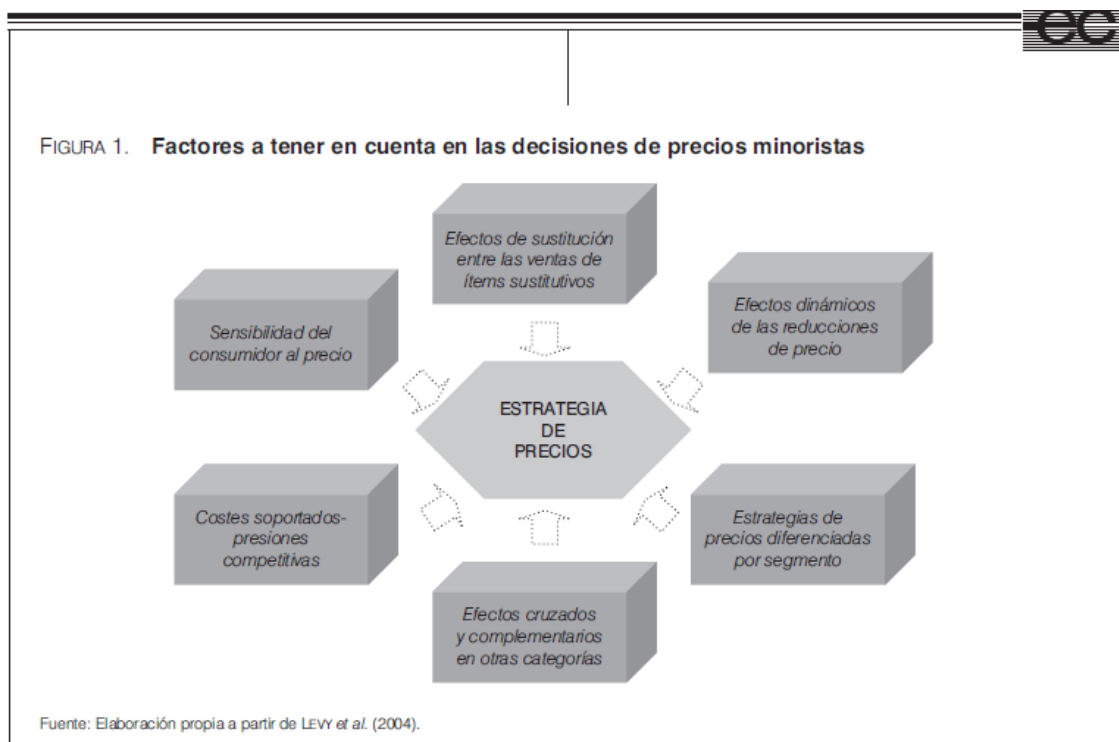 ec
FIGURA 1. Factores a tener en cuenta en las decisiones de precios minoristas
Efectos de sustitución
entre las ventas de
ítems sustitutivos
Sensibilidad del
consumidor al precio
Efectos dinámicos
de las reducciones
de precio
ESTRATEGIA
DE
PRECIOS
Costes soportados-
presiones
competitivas
Estrategias de
precios diferenciadas
por segmento
Efectos cruzados
y complementarios
en otras categorías
Fuente: Elaboración propia a partir de LEVY et al. (2004).